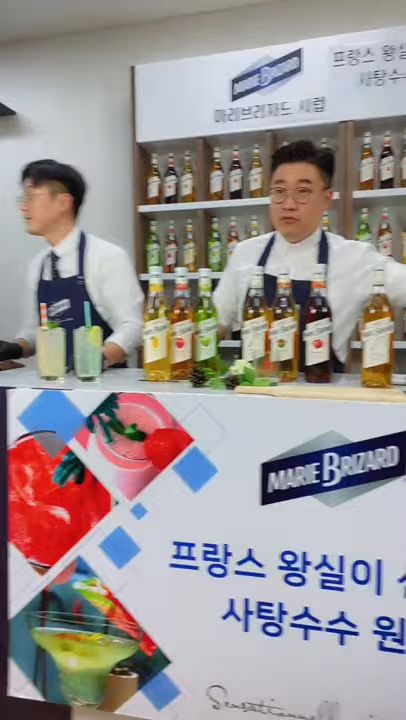 MARIE BRIZARD
프랑스 왕실
사탕수수
마리브리자드 시럽
MARIE BRIZARD
프랑스 왕실이
사탕수수 원
Sensational